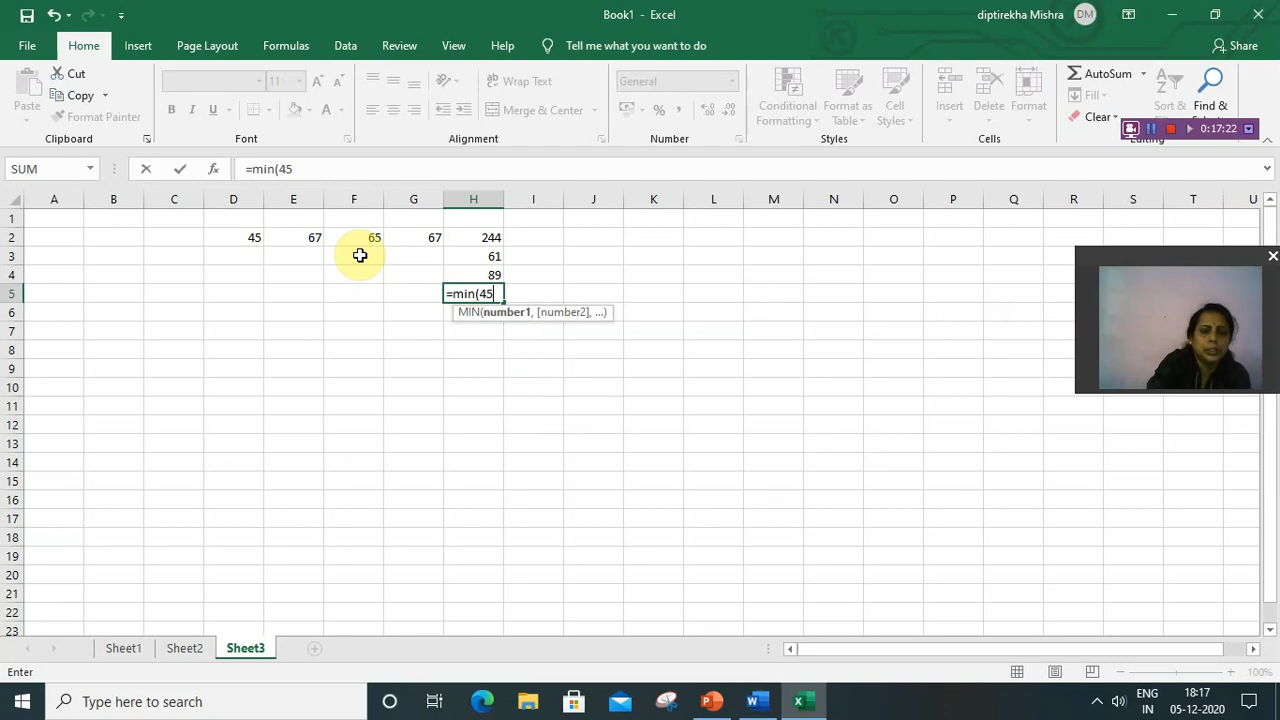 Book1 - Excel
diptirekha Mishra DM
File Home Insert Page Layout Formulas Data Review View Help Tell me what you want to do Share
Paste Cut Copy Format Painter
11
B I U
Wrap Text
Merge & Center
General
Conditional Formatting Format as Table Cell Styles
Insert Delete Format
AutoSum Fill Clear Sort & Find &
0:17:22
Clipboard Font Alignment Number Styles Cells Editing
SUM =min(45
A B C D E F G H I J K L M N O P Q R S T U
1
2 45 67 65 67 244
3 61
4 89
5 =min(45
6 MIN(number1, [number2], ...)
7
8
9
10
11
12
13
14
15
16
17
18
19
20
21
22
23
Sheet1 Sheet2 Sheet3
Enter 100%
Type here to search
ENG IN
18:17
05-12-2020